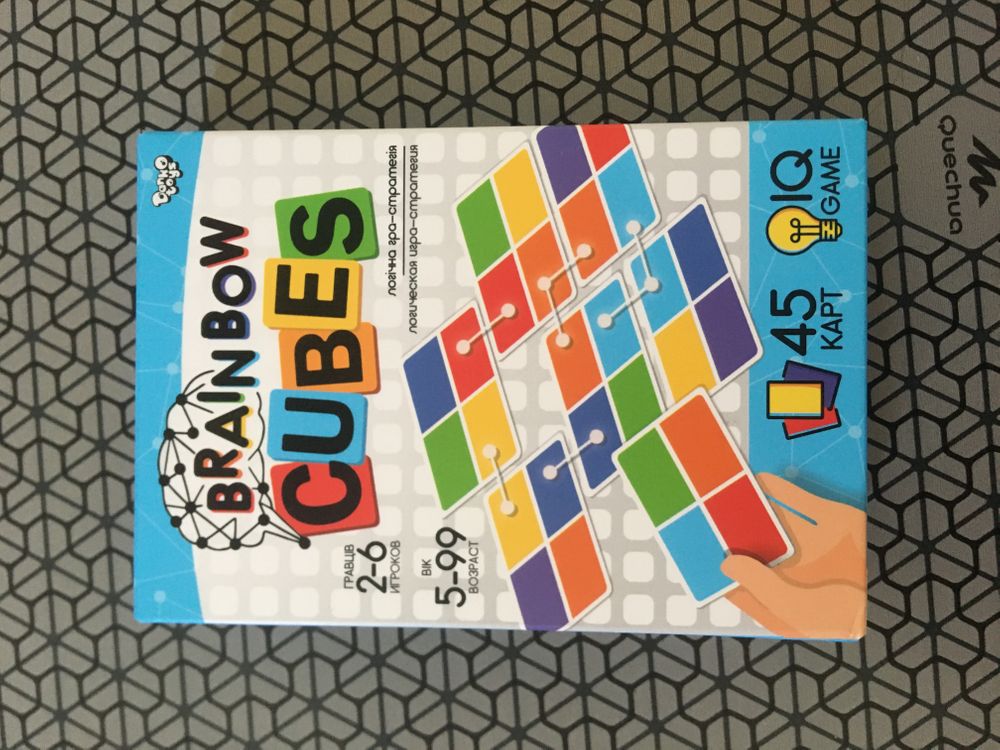 Danko toys
BRAINBOW
CUBES
логічна гра-стратегія
логическая игра-стратегия
ГРАВЦІВ
2-6
ИГРОКОВ
ВІК
5-99
ВОЗРАСТ
45
КАРТ
IQ
GAME
Quechua